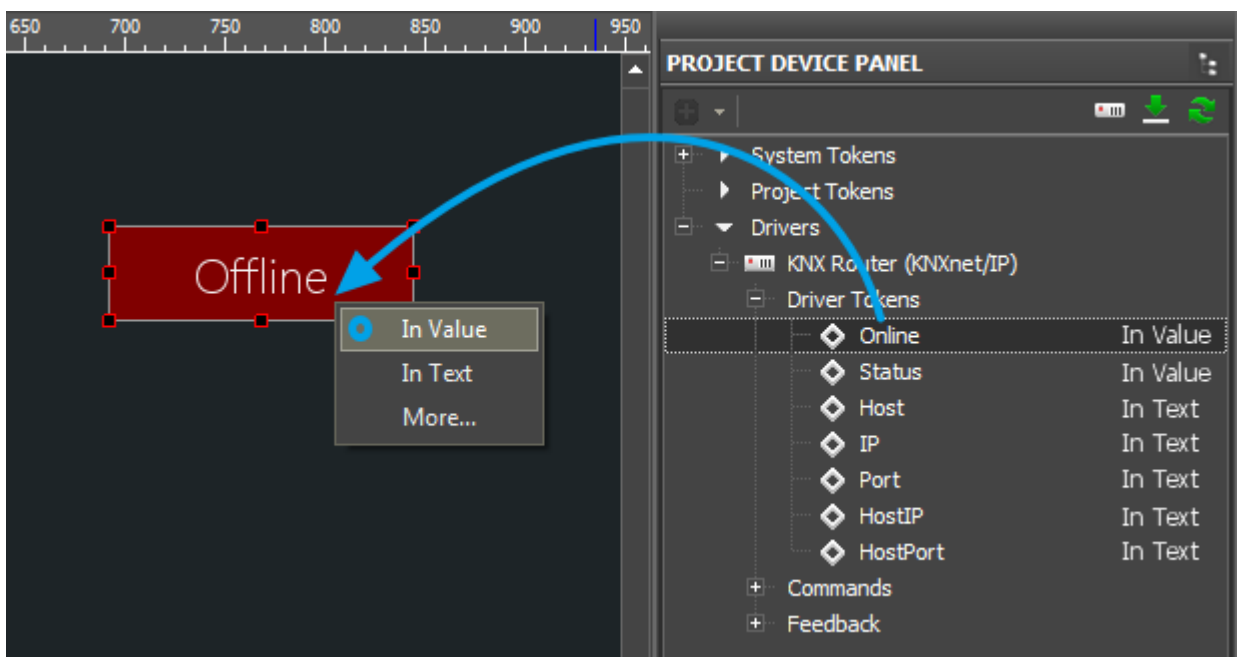 650 700 750 800 850 900 950
PROJECT DEVICE PANEL
System Tokens
Project Tokens
Drivers
KNX Router (KNXnet/IP)
Driver Tokens
Online In Value
Status In Value
Host In Text
IP In Text
Port In Text
HostIP In Text
HostPort In Text
Commands
Feedback
Offline
In Value
In Text
More...